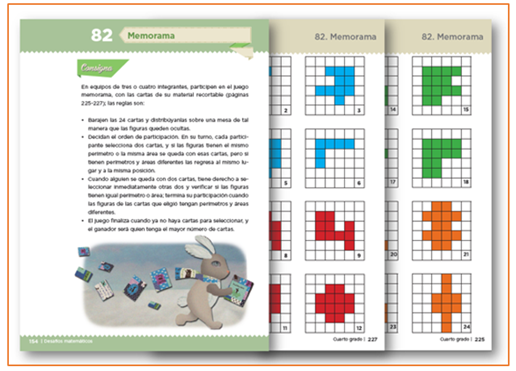 82 Memorama
Consigna
En equipos de tres o cuatro integrantes, participen en el juego
memorama, con las cartas de su material recortable (páginas
225-227); las reglas son:
• Barajen las 24 cartas y distribúyanlas sobre una mesa de tal
manera que las figuras queden ocultas.
• Decidan el orden de participación. En su turno, cada partici-
pante selecciona dos cartas, y si las figuras tienen el mismo
perímetro o la misma área se queda con esas cartas, pero si
tienen perímetros y áreas diferentes las regresa al mismo lu-
gar y a la misma posición.
• Cuando alguien se queda con dos cartas, tiene derecho a se-
leccionar inmediatamente otras dos y verificar si las figuras
tienen igual perímetro o área; termina su participación cuando
las figuras de las cartas que eligió tengan perímetros y áreas
diferentes.
• El juego finaliza cuando ya no haya cartas para seleccionar, y
el ganador será quien tenga el mayor número de cartas.
164 | Desafíos matemáticos
82. Memorama
2
3
5
6
8
9
11
12
Cuarto grado | 227
82. Memorama
14
15
17
18
20
21
23
24
Cuarto grado | 225